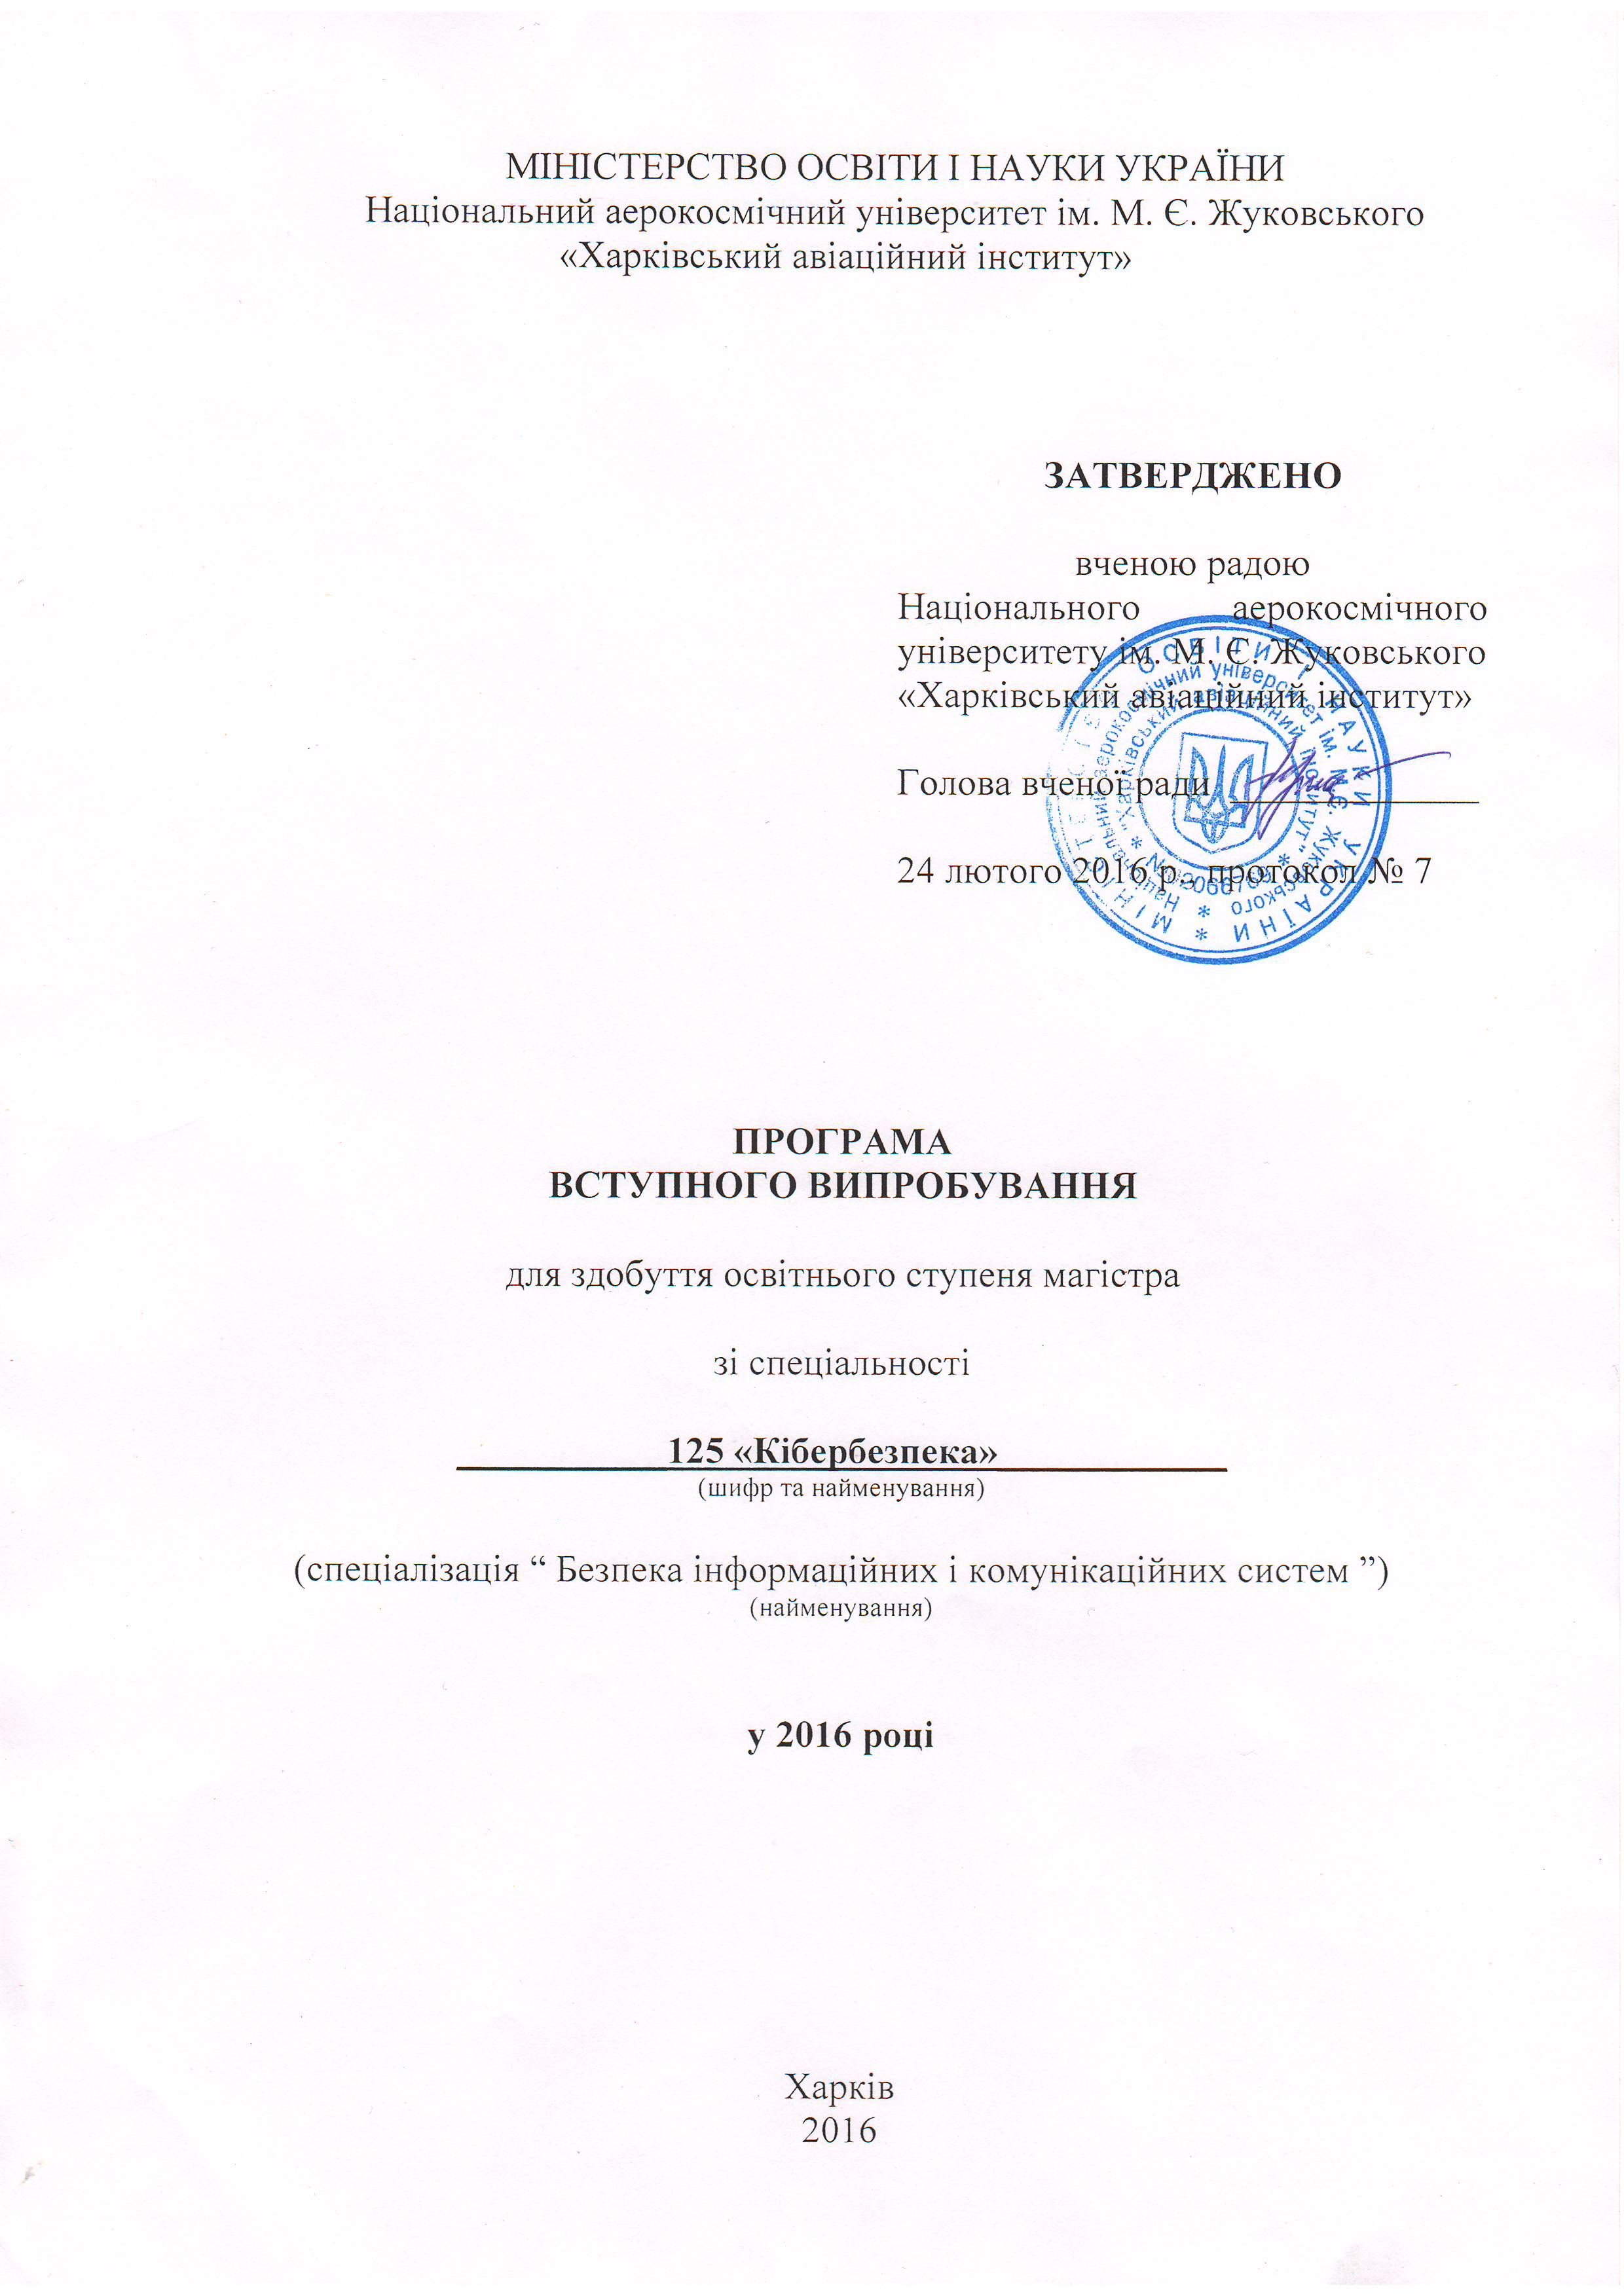 МІНІСТЕРСТВО ОСВІТИ І НАУКИ УКРАЇНИ
Національний аерокосмічний університет ім. М. Є. Жуковського
«Харківський авіаційний інститут»
ЗАТВЕРДЖЕНО
вченою радою
Національного аерокосмічного
університету ім. М. Є. Жуковського
«Харківський авіаційний інститут»
Голова вченої ради
24 лютого 2016 р., протокол № 7
ПРОГРАМА
ВСТУПНОГО ВИПРОБУВАННЯ
для здобуття освітнього ступеня магістра
зі спеціальності
125 «Кібербезпека»
(шифр та найменування)
(спеціалізація “ Безпека інформаційних і комунікаційних систем ”)
(найменування)
у 2016 році
Харків
2016